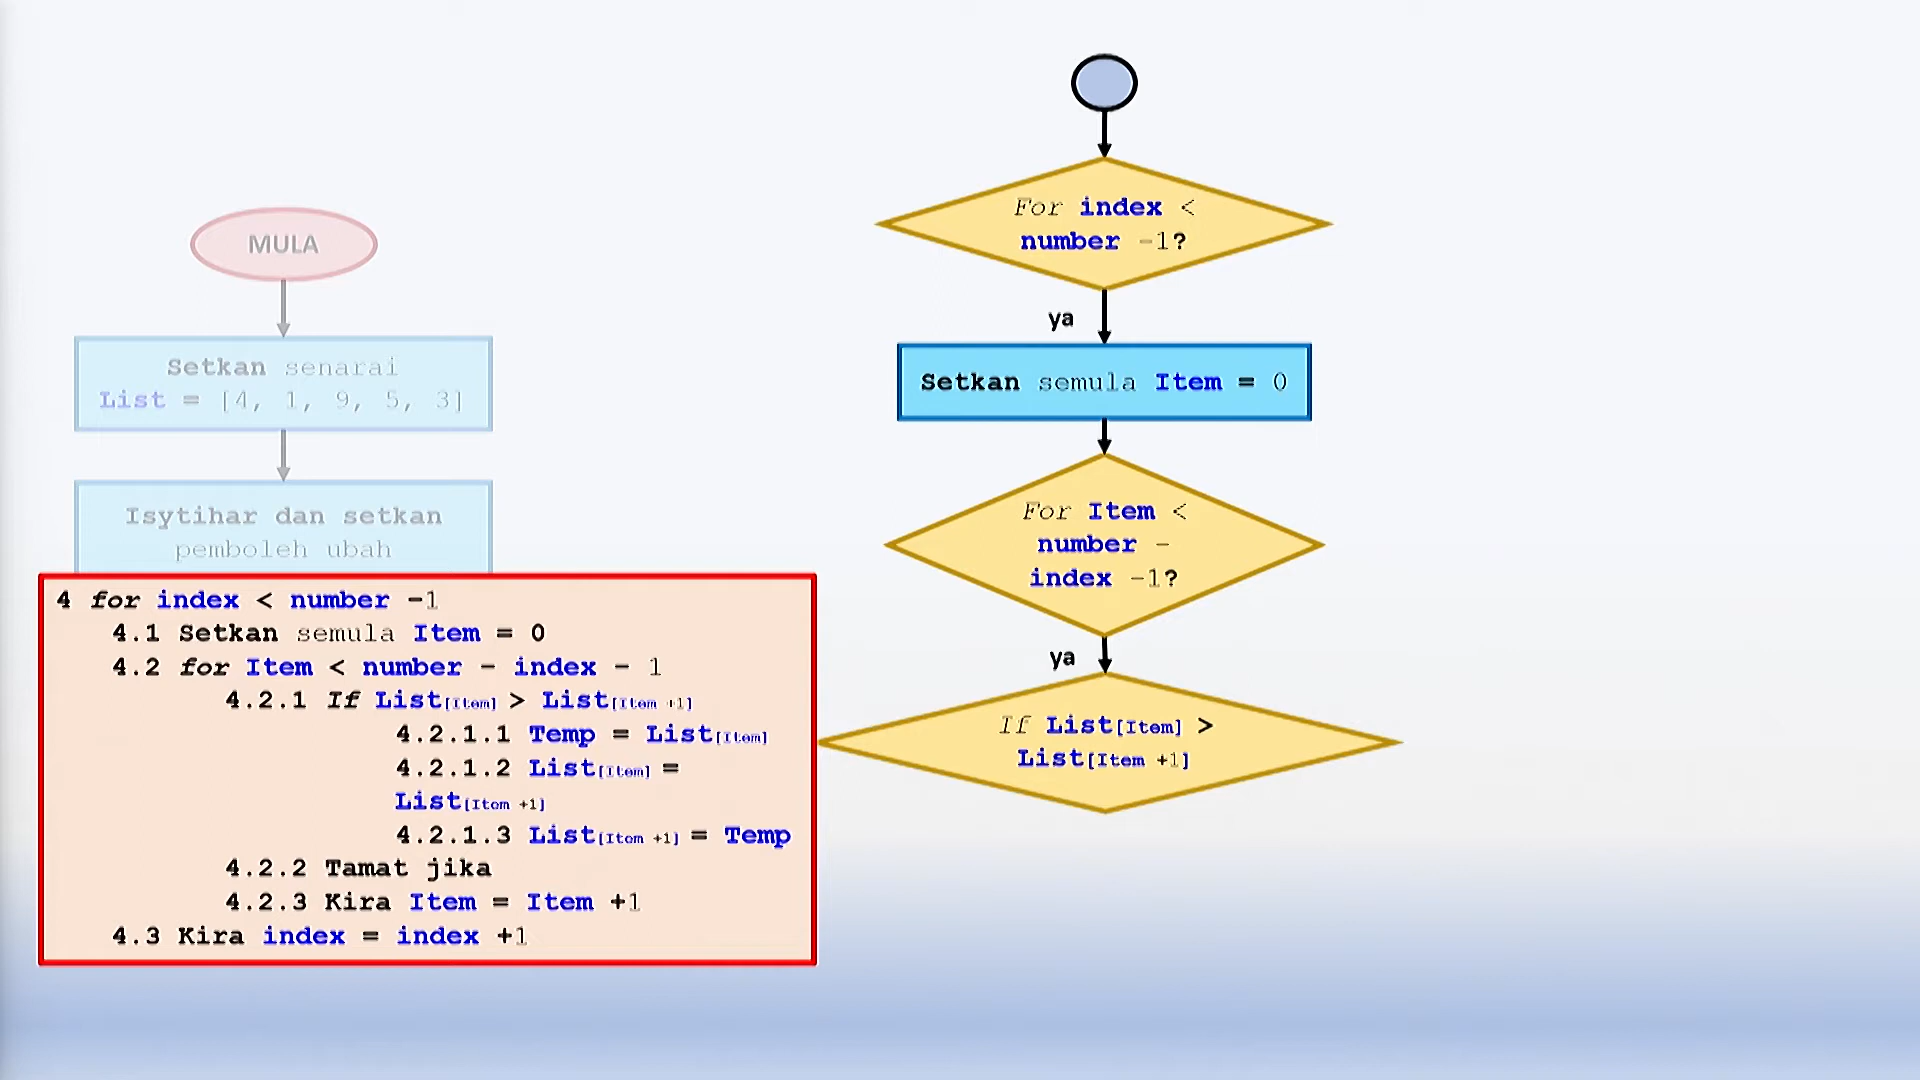 MULA
Setkan senarai
List = [4, 1, 9, 5, 3]
Isytihar dan setkan
pemboleh ubah
4 for index < number -1
4.1 Setkan semula Item = 0
4.2 for Item < number - index - 1
4.2.1 If List[Item] > List[Item +1]
4.2.1.1 Temp = List[Item]
4.2.1.2 List[Item] =
List[Item +1]
4.2.1.3 List[Item +1] = Temp
4.2.2 Tamat jika
4.2.3 Kira Item = Item +1
4.3 Kira index = index +1
For index <
number -1?
ya
Setkan semula Item = 0
For Item <
number -
index -1?
ya
If List[Item] >
List[Item +1]